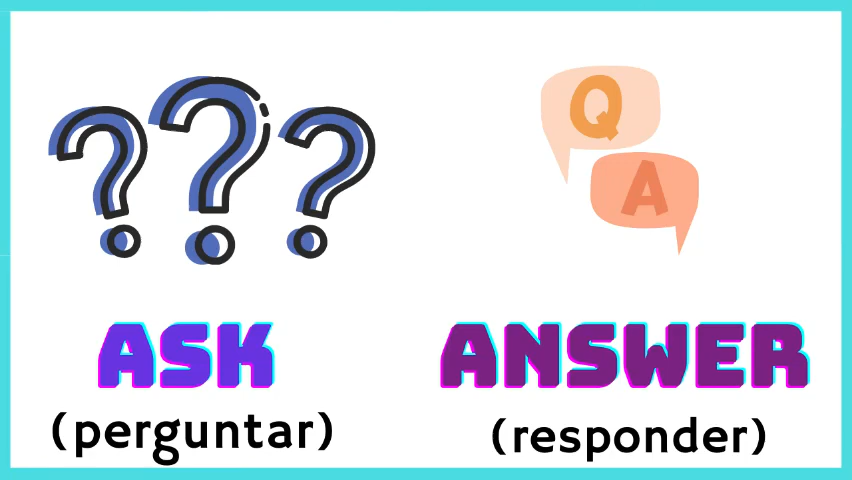 ???
Q
A
ASK
(perguntar)
ANSWER
(responder)